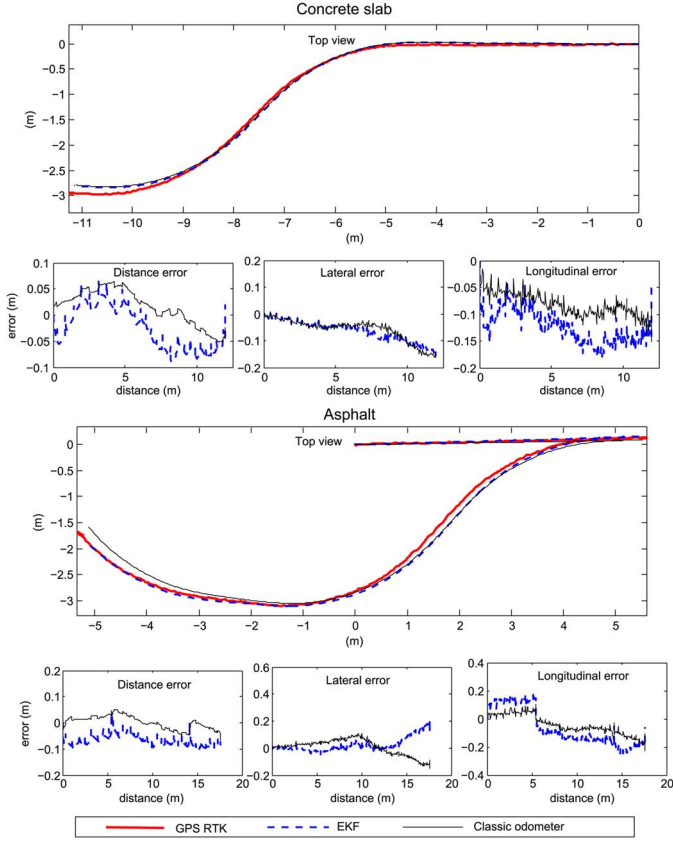 Concrete slab
Top view
0
−0.5
−1
−1.5
−2
−2.5
−3
(m)
−11 −10 −9 −8 −7 −6 −5 −4 −3 −2 −1 0
(m)
Distance error Lateral error Longitudinal error
error (m)
0.1 0.2 0
0.05 0.1 −0.05
0 0 −0.1
−0.05 −0.1 −0.15
−0.1 −0.2 −0.2
0 5 10 0 5 10 0 5 10
distance (m) distance (m) distance (m)
Asphalt
Top view
0
−0.5
−1
−1.5
−2
−2.5
−3
(m)
−5 −4 −3 −2 −1 0 1 2 3 4 5
(m)
Distance error Lateral error Longitudinal error
error (m)
0.2 0.6 0.4
0.1 0.4 0.2
0 0.2 0
−0.1 0 −0.2
−0.2 −0.2 −0.4
0 5 10 15 20 0 5 10 15 20 0 5 10 15 20
distance (m) distance (m) distance (m)
GPS RTK EKF Classic odometer